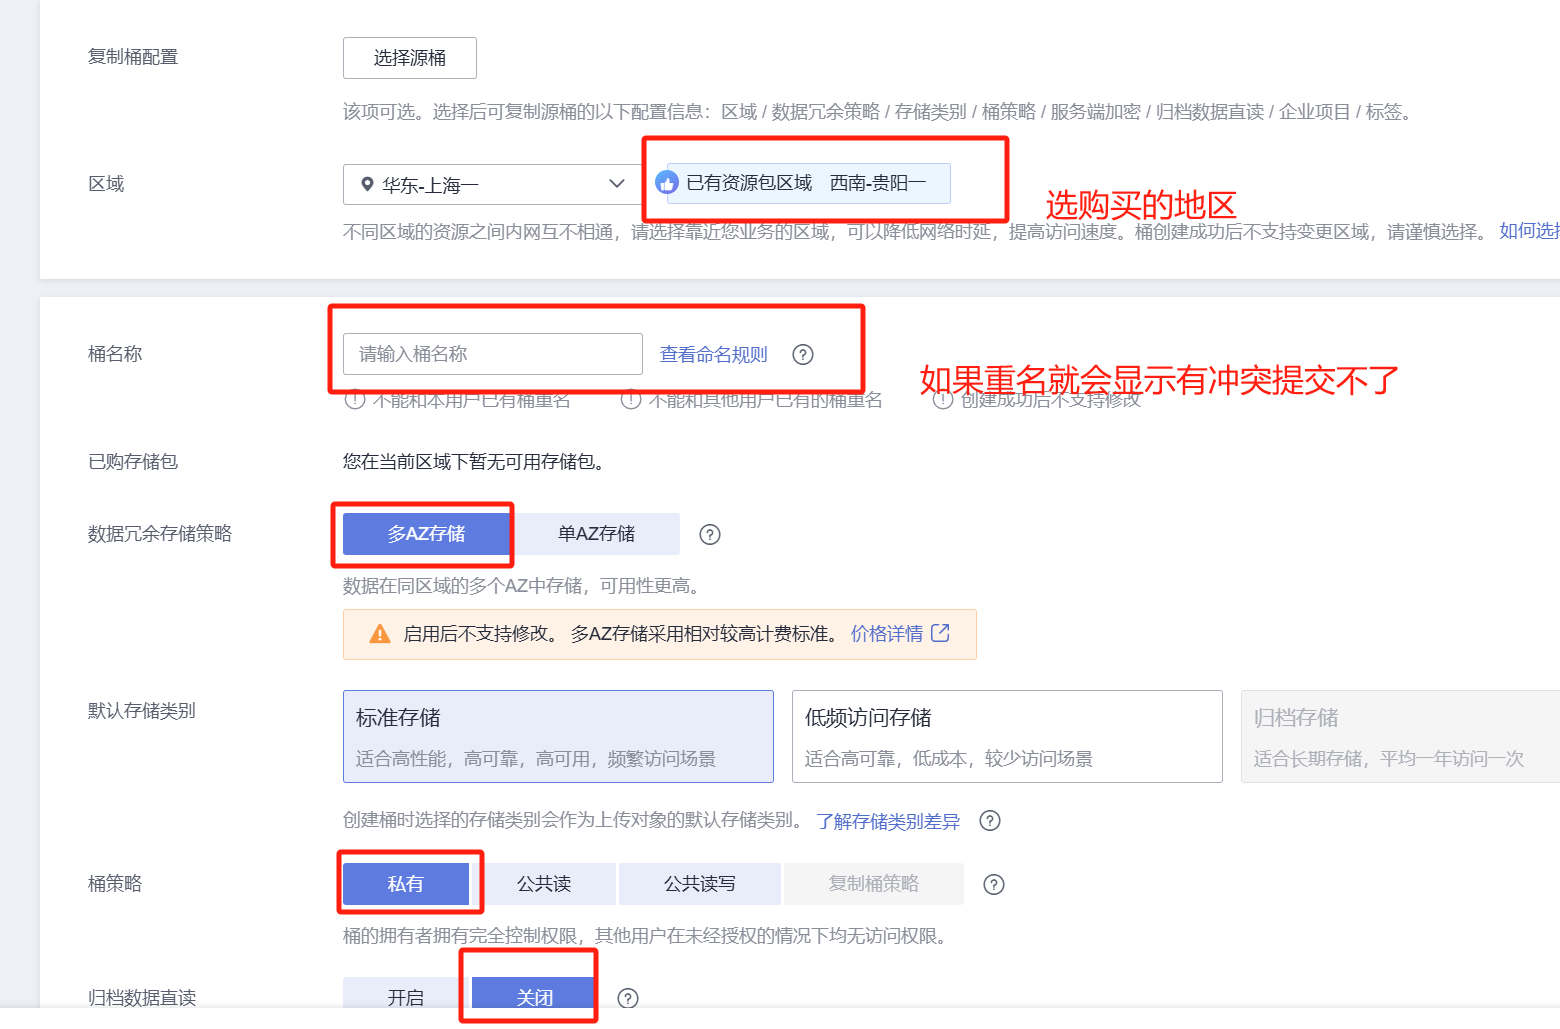 复制桶配置
选择源桶
该项可选。选择后可复制源桶的以下配置信息：区域 / 数据冗余策略 / 存储类别 / 桶策略 / 服务端加密 / 归档数据直读 / 企业项目 / 标签。
区域
华东-上海一
已有资源包区域 西南-贵阳一
选购买的地区
不同区域的资源之间内网互不相通，请选择靠近您业务的区域，可以降低网络时延，提高访问速度。桶创建成功后不支持变更区域，请谨慎选择。 如何选择
桶名称
请输入桶名称
查看命名规则
如果重名就会显示有冲突提交不了
不能和本用户已有桶重名
不能和其他用户已有的桶重名
创建成功后不支持修改
已购存储包
您在当前区域下暂无可用存储包。
数据冗余存储策略
多AZ存储
单AZ存储
数据在同区域的多个AZ中存储，可用性更高。
启用后不支持修改。 多AZ存储采用相对较高计费标准。 价格详情
默认存储类别
标准存储
适合高性能，高可靠，高可用，频繁访问场景
低频访问存储
适合高可靠，低成本，较少访问场景
归档存储
适合长期存储，平均一年访问一次
创建桶时选择的存储类别会作为上传对象的默认存储类别。 了解存储类别差异
桶策略
私有
公共读
公共读写
复制桶策略
桶的拥有者拥有完全控制权限，其他用户在未经授权的情况下均无访问权限。
归档数据直读
开启
关闭